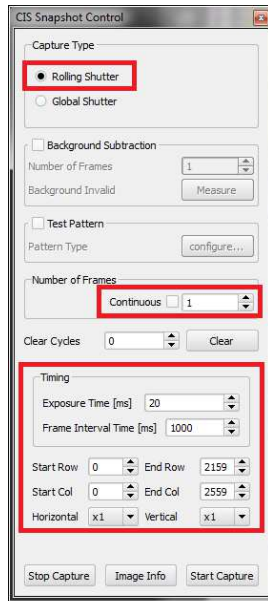 CIS Snapshot Control
Capture Type
Rolling Shutter
Global Shutter
Background Subtraction
Number of Frames 1
Background Invalid Measure
Test Pattern
Pattern Type configure...
Number of Frames
Continuous 1
Clear Cycles 0 Clear
Timing
Exposure Time [ms] 20
Frame Interval Time [ms] 1000
Start Row 0 End Row 2159
Start Col 0 End Col 2559
Horizontal x1 Vertical x1
Stop Capture Image Info Start Capture